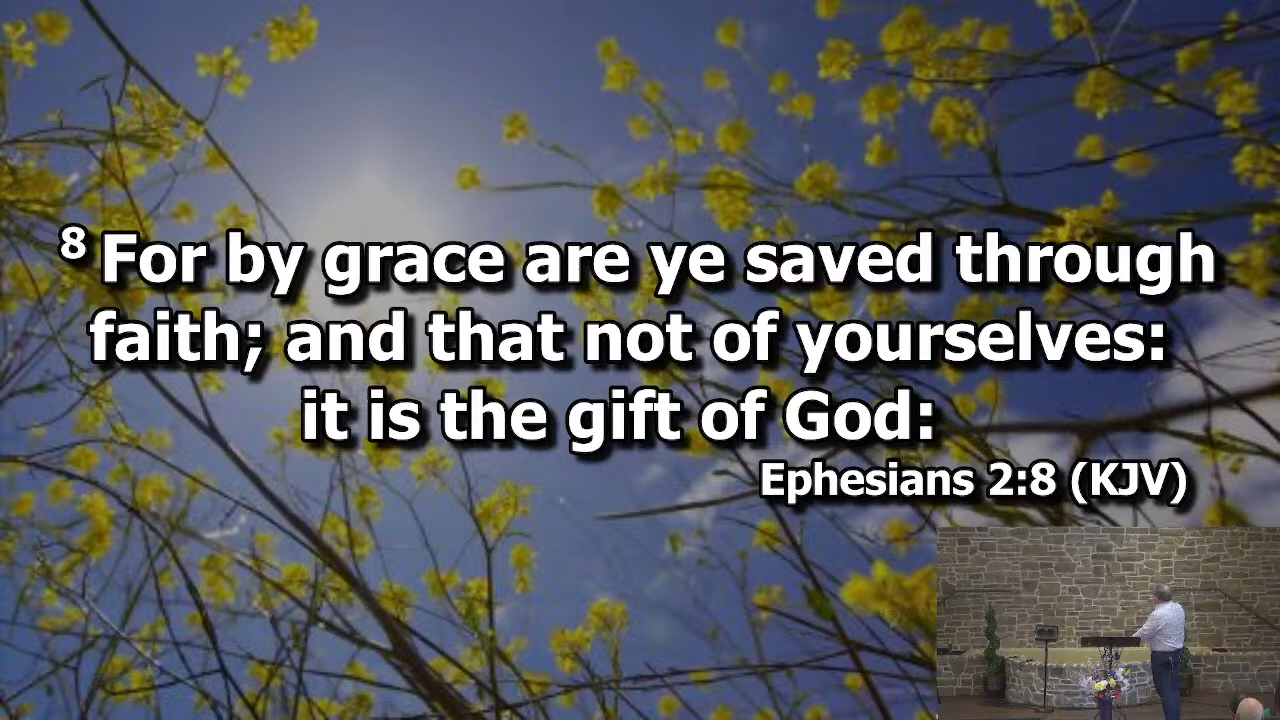 8 For by grace are ye saved through
faith; and that not of yourselves:
it is the gift of God:
Ephesians 2:8 (KJV)